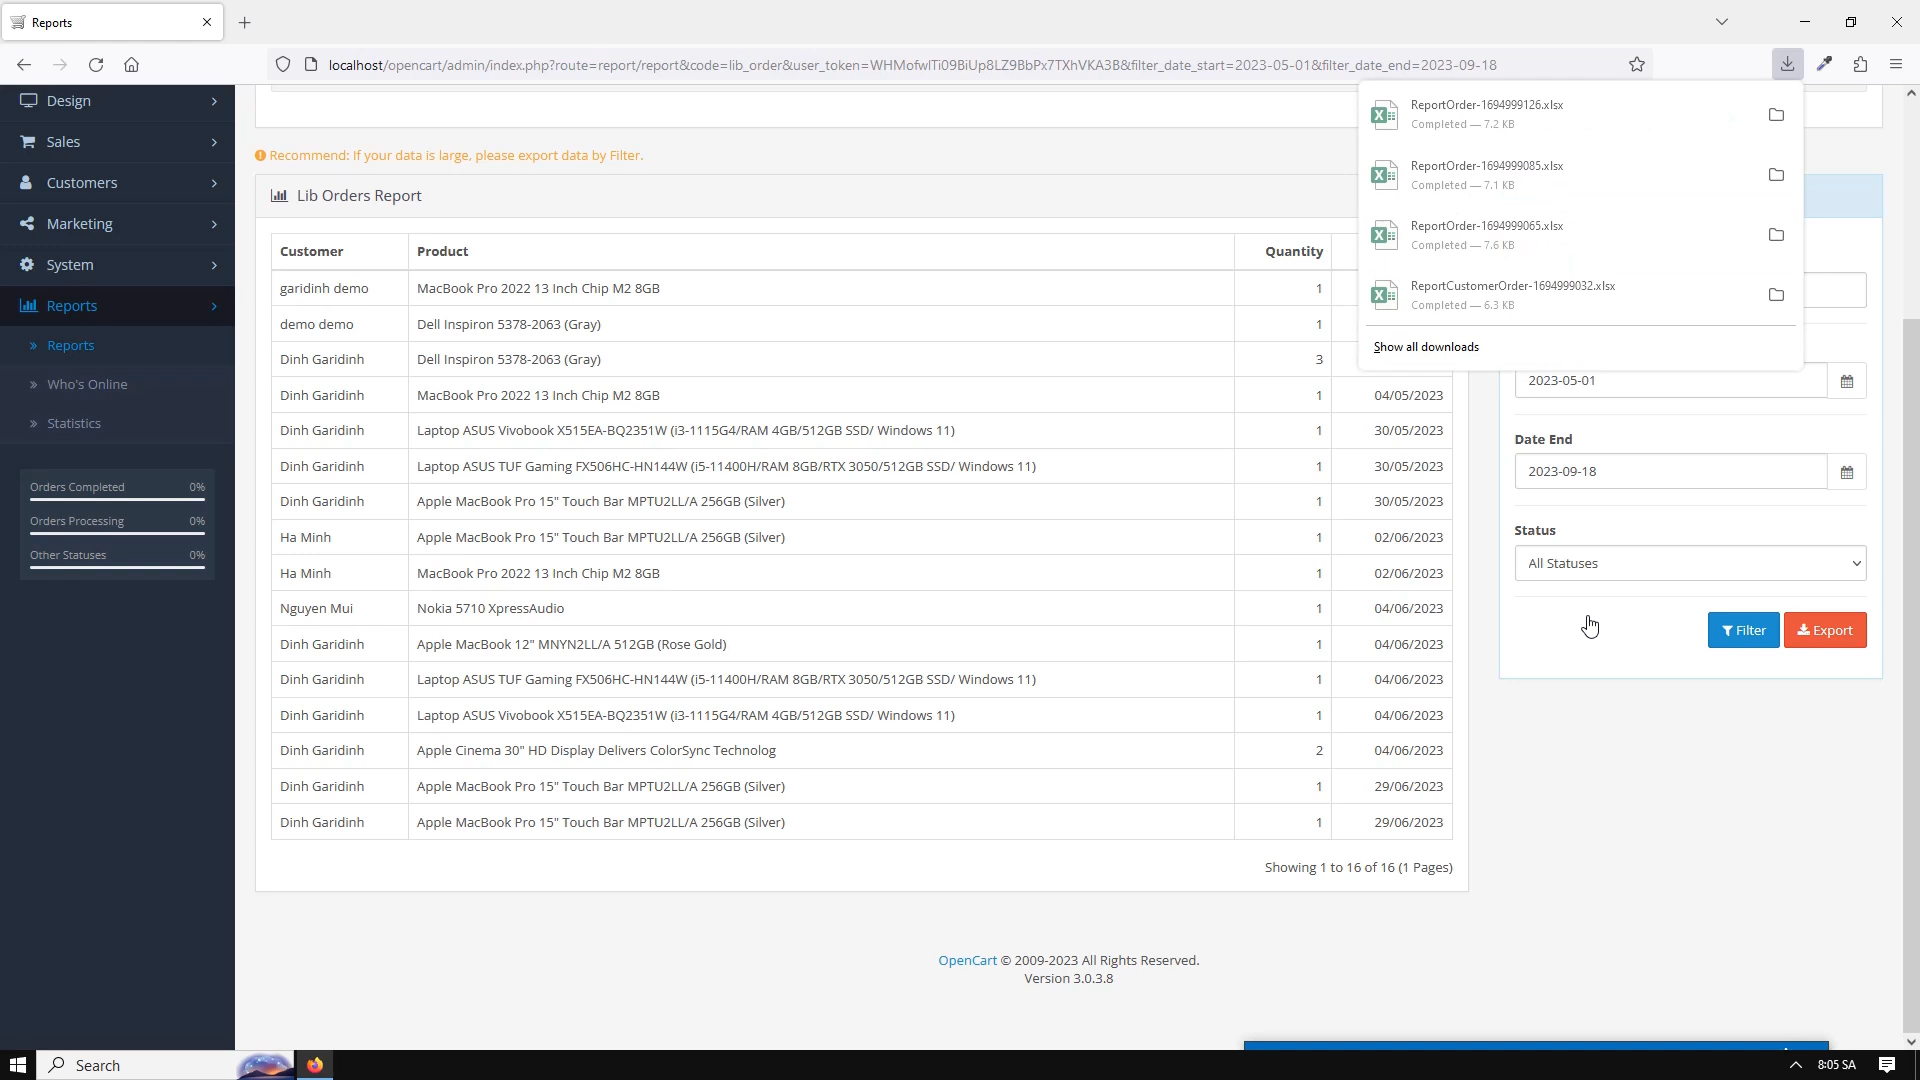 Reports
localhost/opencart/admin/index.php?route=report/report&code=lib_order&user_token=WHMofwlTi09BiUp8LZ9BbPx7TXhVKA3B&filter_date_start=2023-05-01&filter_date_end=2023-09-18
Design
Sales
Customers
Marketing
System
Reports
Reports
Who's Online
Statistics
Orders Completed 0%
Orders Processing 0%
Other Statuses 0%
Recommend: If your data is large, please export data by Filter.
Lib Orders Report
Customer Product Quantity
garidinh demo MacBook Pro 2022 13 Inch Chip M2 8GB 1
demo demo Dell Inspiron 5378-2063 (Gray) 1
Dinh Garidinh Dell Inspiron 5378-2063 (Gray) 3
Dinh Garidinh MacBook Pro 2022 13 Inch Chip M2 8GB 1 04/05/2023
Dinh Garidinh Laptop ASUS Vivobook X515EA-BQ2351W (i3-1115G4/RAM 4GB/512GB SSD/ Windows 11) 1 30/05/2023
Dinh Garidinh Laptop ASUS TUF Gaming FX506HC-HN144W (i5-11400H/RAM 8GB/RTX 3050/512GB SSD/ Windows 11) 1 30/05/2023
Dinh Garidinh Apple MacBook Pro 15" Touch Bar MPTU2LL/A 256GB (Silver) 1 30/05/2023
Ha Minh Apple MacBook Pro 15" Touch Bar MPTU2LL/A 256GB (Silver) 1 02/06/2023
Ha Minh MacBook Pro 2022 13 Inch Chip M2 8GB 1 02/06/2023
Nguyen Mui Nokia 5710 XpressAudio 1 04/06/2023
Dinh Garidinh Apple MacBook 12" MNYN2LL/A 512GB (Rose Gold) 1 04/06/2023
Dinh Garidinh Laptop ASUS TUF Gaming FX506HC-HN144W (i5-11400H/RAM 8GB/RTX 3050/512GB SSD/ Windows 11) 1 04/06/2023
Dinh Garidinh Laptop ASUS Vivobook X515EA-BQ2351W (i3-1115G4/RAM 4GB/512GB SSD/ Windows 11) 1 04/06/2023
Dinh Garidinh Apple Cinema 30" HD Display Delivers ColorSync Technolog 2 04/06/2023
Dinh Garidinh Apple MacBook Pro 15" Touch Bar MPTU2LL/A 256GB (Silver) 1 29/06/2023
Dinh Garidinh Apple MacBook Pro 15" Touch Bar MPTU2LL/A 256GB (Silver) 1 29/06/2023
Showing 1 to 16 of 16 (1 Pages)
ReportOrder-1694999126.xlsx
Completed — 7.2 KB
ReportOrder-1694999085.xlsx
Completed — 7.1 KB
ReportOrder-1694999065.xlsx
Completed — 7.6 KB
ReportCustomerOrder-1694999032.xlsx
Completed — 6.3 KB
Show all downloads
2023-05-01
Date End
2023-09-18
Status
All Statuses
Filter
Export
OpenCart © 2009-2023 All Rights Reserved.
Version 3.0.3.8
Search
8:05 SA